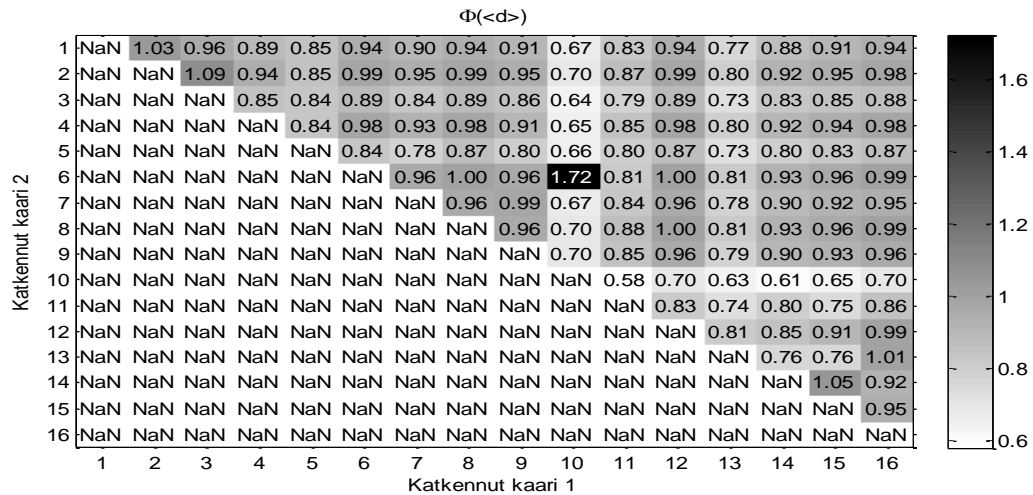 Φ(<d>)
1 NaN 1.03 0.96 0.89 0.85 0.94 0.90 0.94 0.91 0.67 0.83 0.94 0.77 0.88 0.91 0.94
2 NaN NaN 1.09 0.94 0.85 0.99 0.95 0.99 0.95 0.70 0.87 0.99 0.80 0.92 0.95 0.98
3 NaN NaN NaN 0.85 0.84 0.89 0.84 0.89 0.86 0.64 0.79 0.89 0.73 0.83 0.85 0.88
4 NaN NaN NaN NaN 0.84 0.98 0.93 0.98 0.91 0.65 0.85 0.98 0.80 0.92 0.94 0.98
5 NaN NaN NaN NaN NaN 0.84 0.78 0.87 0.80 0.66 0.80 0.87 0.73 0.80 0.83 0.87
6 NaN NaN NaN NaN NaN NaN 0.96 1.00 0.96 1.72 0.81 1.00 0.81 0.93 0.96 0.99
7 NaN NaN NaN NaN NaN NaN NaN 0.96 0.99 0.67 0.84 0.96 0.78 0.90 0.92 0.95
8 NaN NaN NaN NaN NaN NaN NaN NaN 0.96 0.70 0.88 1.00 0.81 0.93 0.96 0.99
9 NaN NaN NaN NaN NaN NaN NaN NaN NaN 0.70 0.85 0.96 0.79 0.90 0.93 0.96
10 NaN NaN NaN NaN NaN NaN NaN NaN NaN NaN 0.58 0.70 0.63 0.61 0.65 0.70
11 NaN NaN NaN NaN NaN NaN NaN NaN NaN NaN NaN 0.83 0.74 0.80 0.75 0.86
12 NaN NaN NaN NaN NaN NaN NaN NaN NaN NaN NaN NaN 0.81 0.85 0.91 0.99
13 NaN NaN NaN NaN NaN NaN NaN NaN NaN NaN NaN NaN NaN 0.76 0.76 1.01
14 NaN NaN NaN NaN NaN NaN NaN NaN NaN NaN NaN NaN NaN NaN 1.05 0.92
15 NaN NaN NaN NaN NaN NaN NaN NaN NaN NaN NaN NaN NaN NaN NaN 0.95
16 NaN NaN NaN NaN NaN NaN NaN NaN NaN NaN NaN NaN NaN NaN NaN NaN
1 2 3 4 5 6 7 8 9 10 11 12 13 14 15 16
Katkennut kaari 1
Katkennut kaari 2
1.6
1.4
1.2
1
0.8
0.6